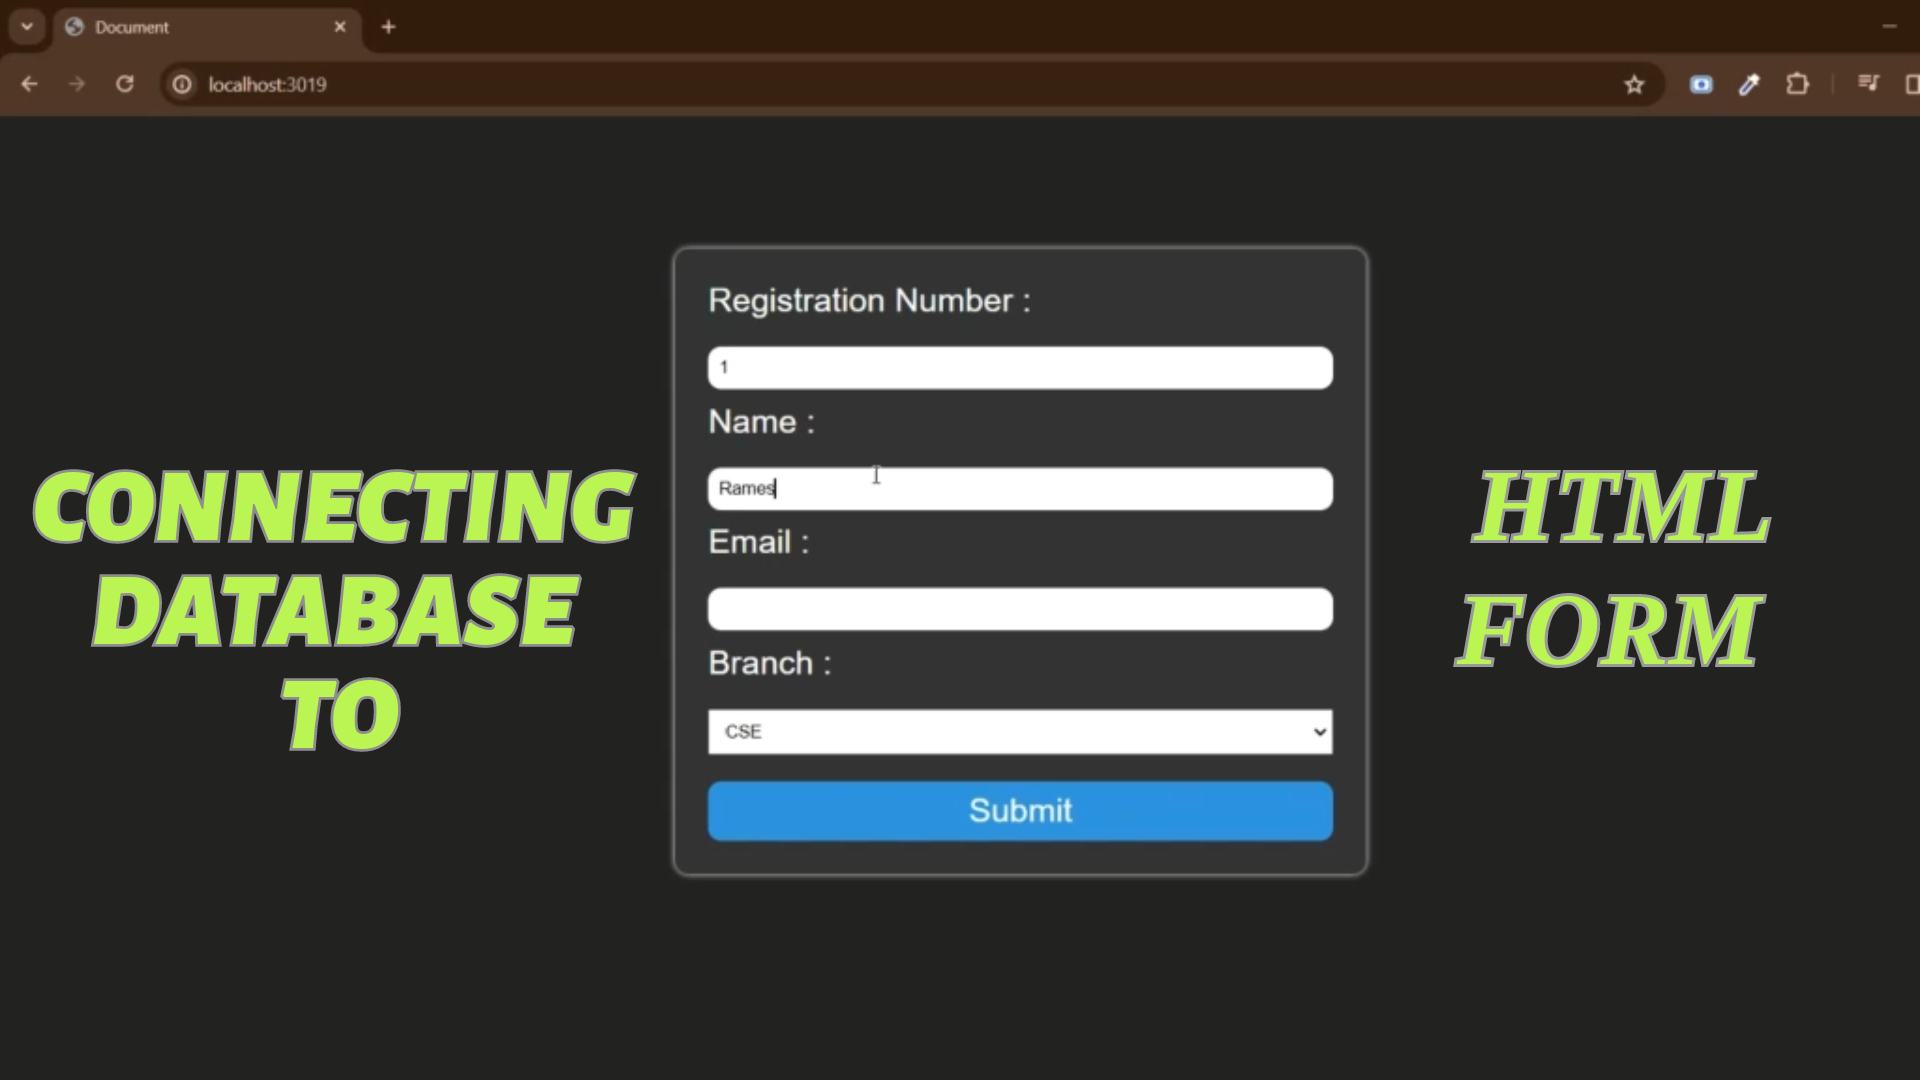 Document
localhost:3019
Registration Number :
1
Name :
Rames
Email :
Branch :
CSE
Submit
CONNECTING
DATABASE
TO
HTML
FORM